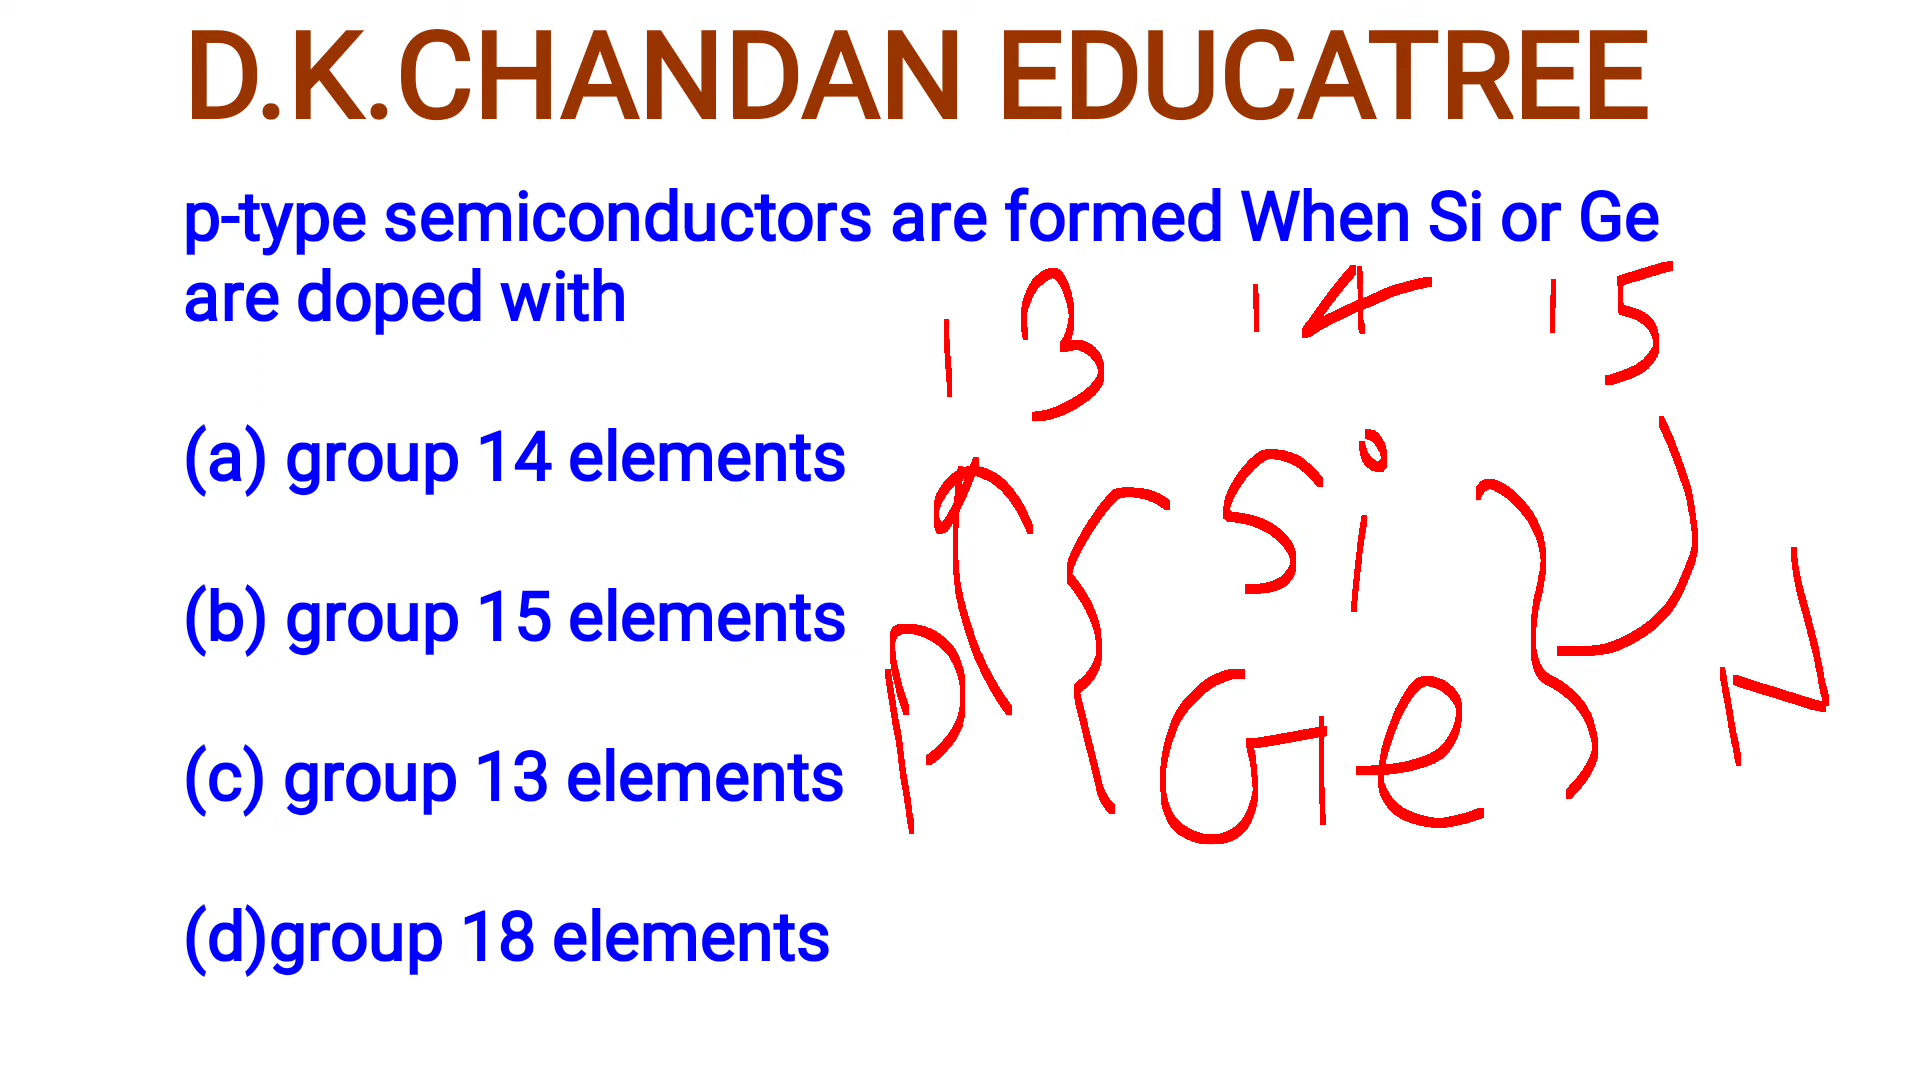 D.K.CHANDAN EDUCATREE
p-type semiconductors are formed When Si or Ge
are doped with
13 14 15
(a) group 14 elements
Si
(b) group 15 elements
P N
Ge
(c) group 13 elements
(d)group 18 elements